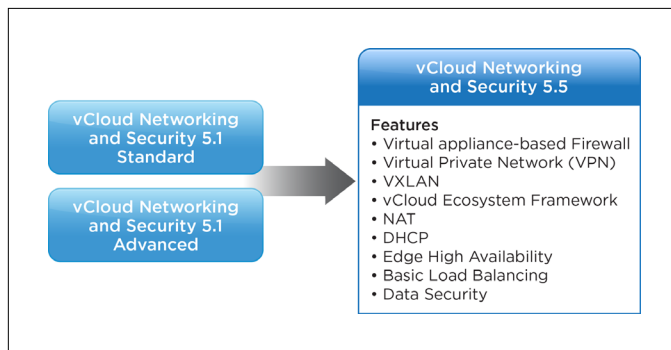 vCloud Networking
and Security 5.1
Standard
vCloud Networking
and Security 5.1
Advanced
vCloud Networking
and Security 5.5
Features
• Virtual appliance-based Firewall
• Virtual Private Network (VPN)
• VXLAN
• vCloud Ecosystem Framework
• NAT
• DHCP
• Edge High Availability
• Basic Load Balancing
• Data Security